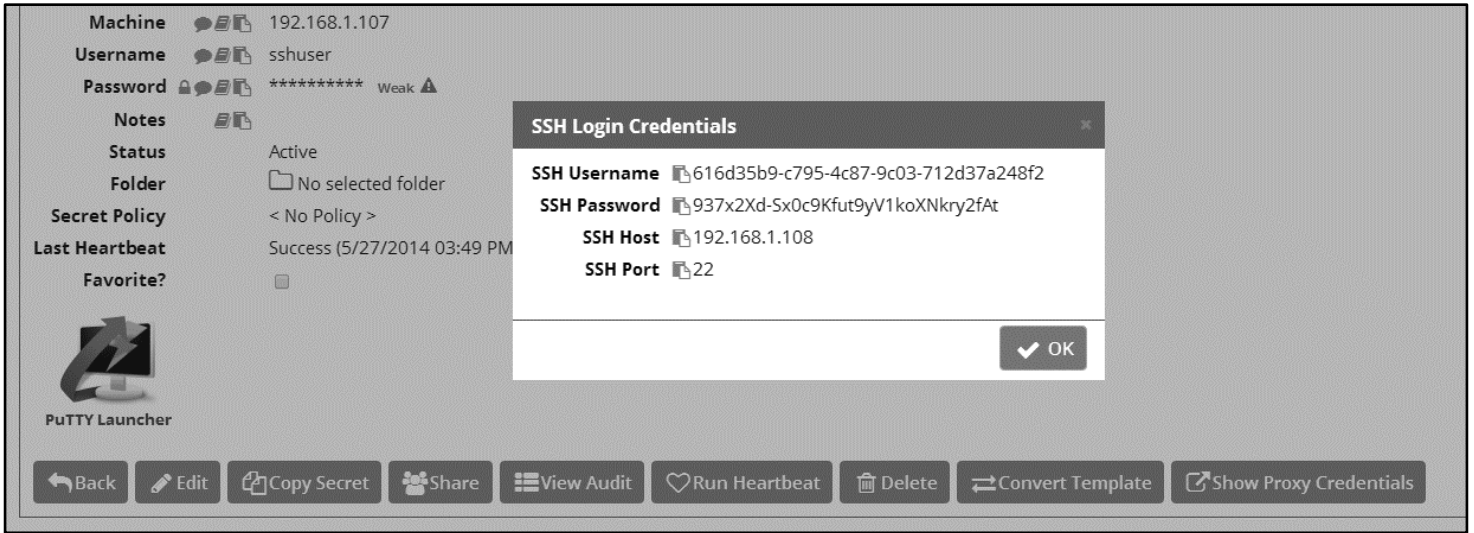 Machine 192.168.1.107
Username sshuser
Password ********** Weak
Notes
Status Active
Folder No selected folder
Secret Policy < No Policy >
Last Heartbeat Success (5/27/2014 03:49 PM
Favorite?
PuTTY Launcher
SSH Login Credentials
SSH Username 616d35b9-c795-4c87-9c03-712d37a248f2
SSH Password 937x2Xd-Sx0c9Kfut9yV1koXNkry2fAt
SSH Host 192.168.1.108
SSH Port 22
OK
Back Edit Copy Secret Share View Audit Run Heartbeat Delete Convert Template Show Proxy Credentials